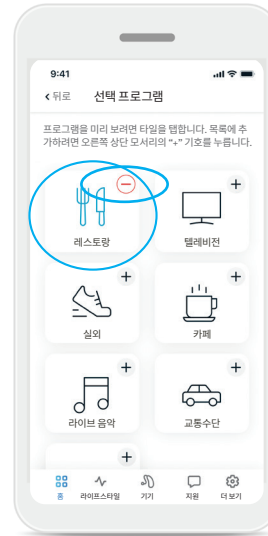 9:41
뒤로 선택 프로그램
프로그램을 미리 보려면 타일을 탭합니다. 목록에 추
가하려면 오른쪽 상단 모서리의 "+" 기호를 누릅니다.
레스토랑 텔레비전
실외 카페
라이브 음악 교통수단
홈 라이프스타일 기기 지원 더 보기